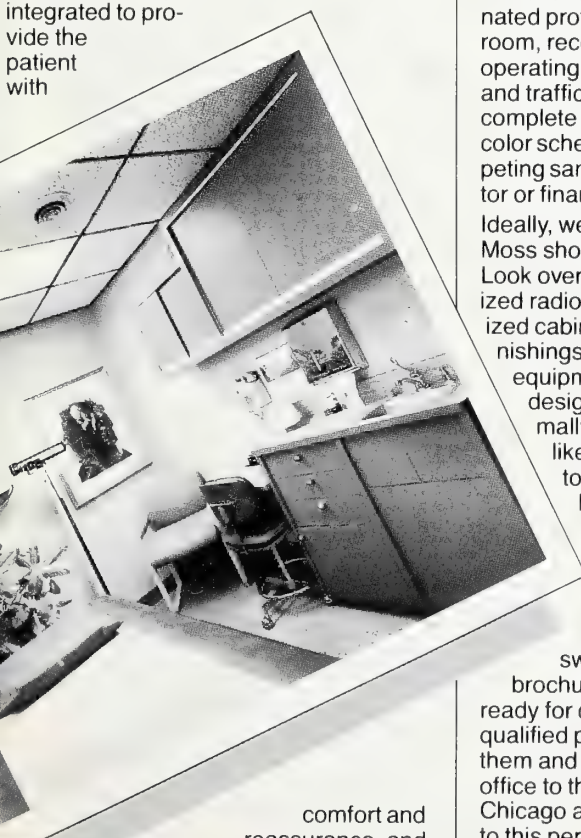 integrated to pro-
vide the
patient
with
comfort and
reassurance, and
nated pro
room, rec
operating
and traffic
complete
color sche
peting sar
tor or finar
Ideally, we
Moss sho
Look over
ized radio
ized cabir
nishings
equipm
desig
mally
like
to
sw
brochu
ready for
qualified p
them and
office to th
Chicago a
to this per